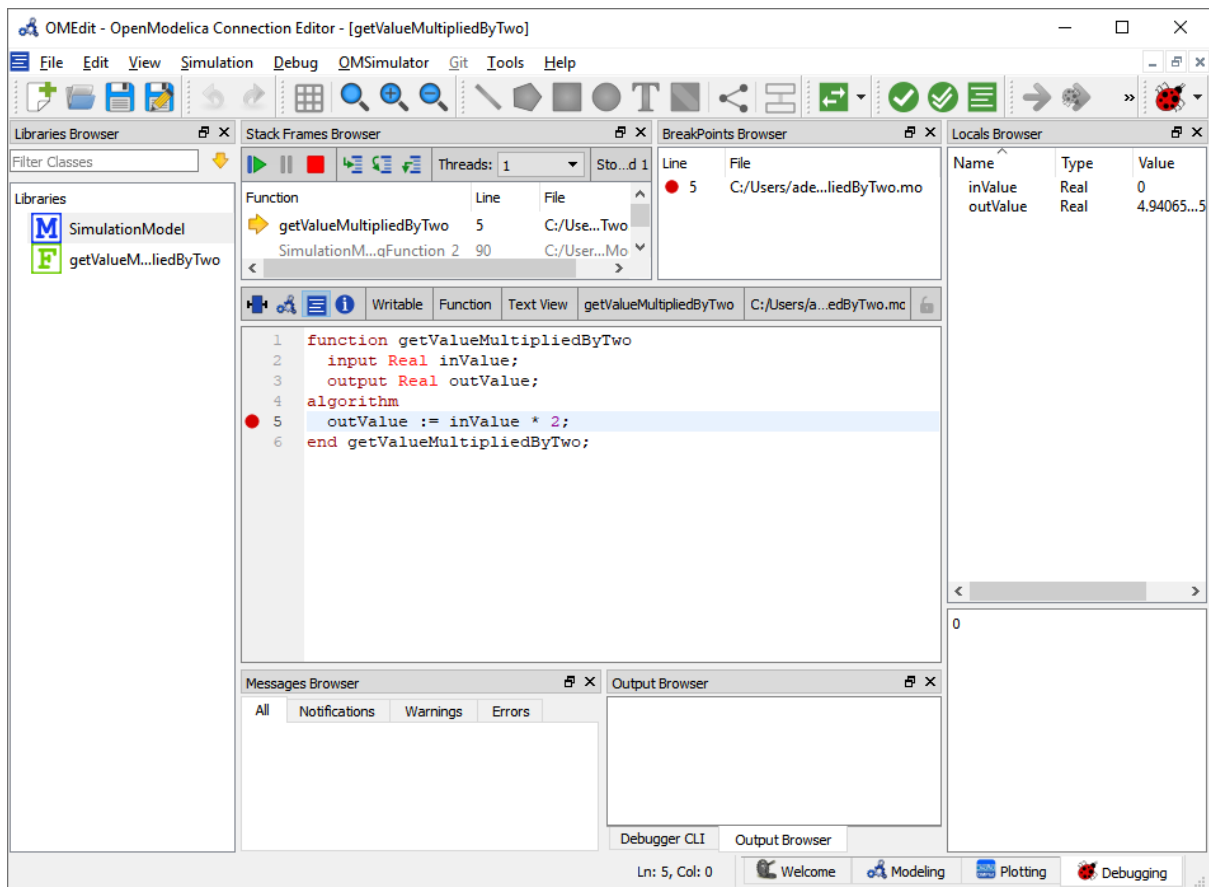 OMEdit - OpenModelica Connection Editor - [getValueMultipliedByTwo]
File Edit View Simulation Debug OMSimulator Git Tools Help
T
»
Libraries Browser
Filter Classes
Libraries
M SimulationModel
F getValueM...liedByTwo
Stack Frames Browser
Threads: 1 Sto...d 1
Function Line File
getValueMultipliedByTwo 5 C:/Use...Two
SimulationM...gFunction_2 90 C:/User...Mo
BreakPoints Browser
Line File
5 C:/Users/ade...liedByTwo.mo
Locals Browser
Name Type Value
inValue Real 0
outValue Real 4.94065...5
0
Writable Function Text View getValueMultipliedByTwo C:/Users/a...edByTwo.mo
1 function getValueMultipliedByTwo
2 input Real inValue;
3 output Real outValue;
4 algorithm
5 outValue := inValue * 2;
6 end getValueMultipliedByTwo;
Messages Browser
All Notifications Warnings Errors
Output Browser
Debugger CLI Output Browser
Ln: 5, Col: 0 Welcome Modeling Plotting Debugging